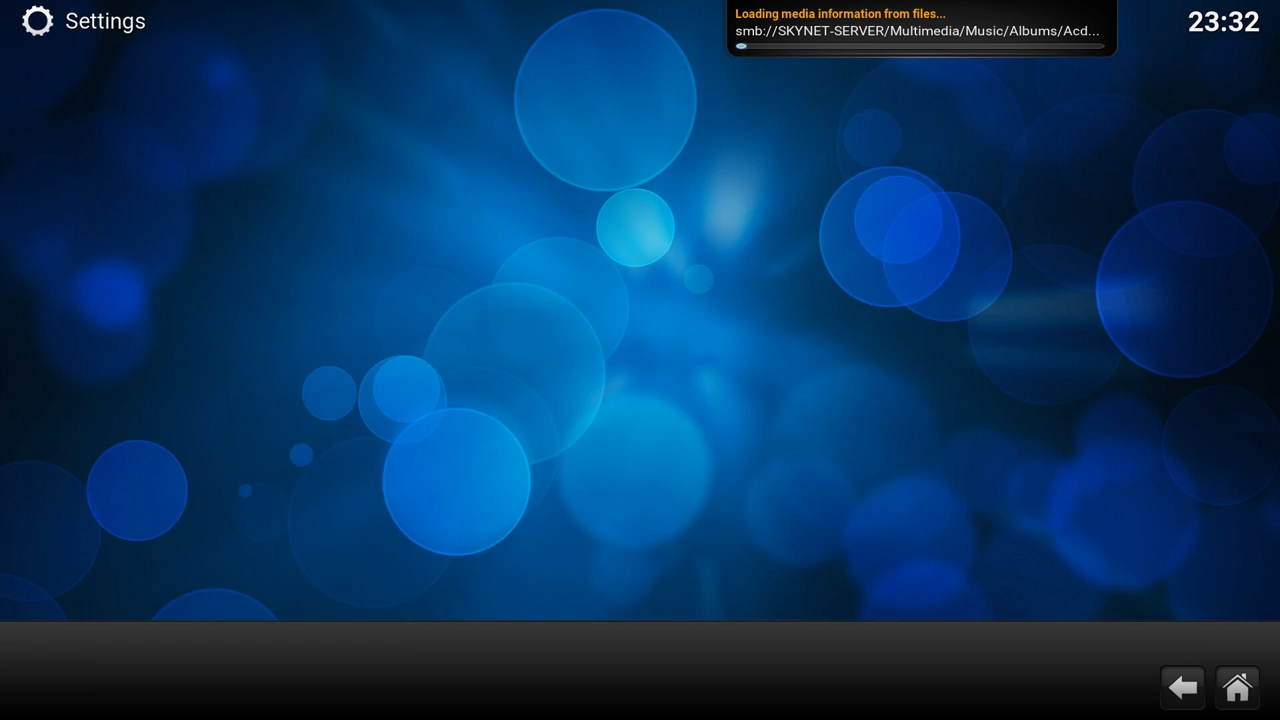 Settings
Loading media information from files...
smb://SKYNET-SERVER/Multimedia/Music/Albums/Acd...
23:32